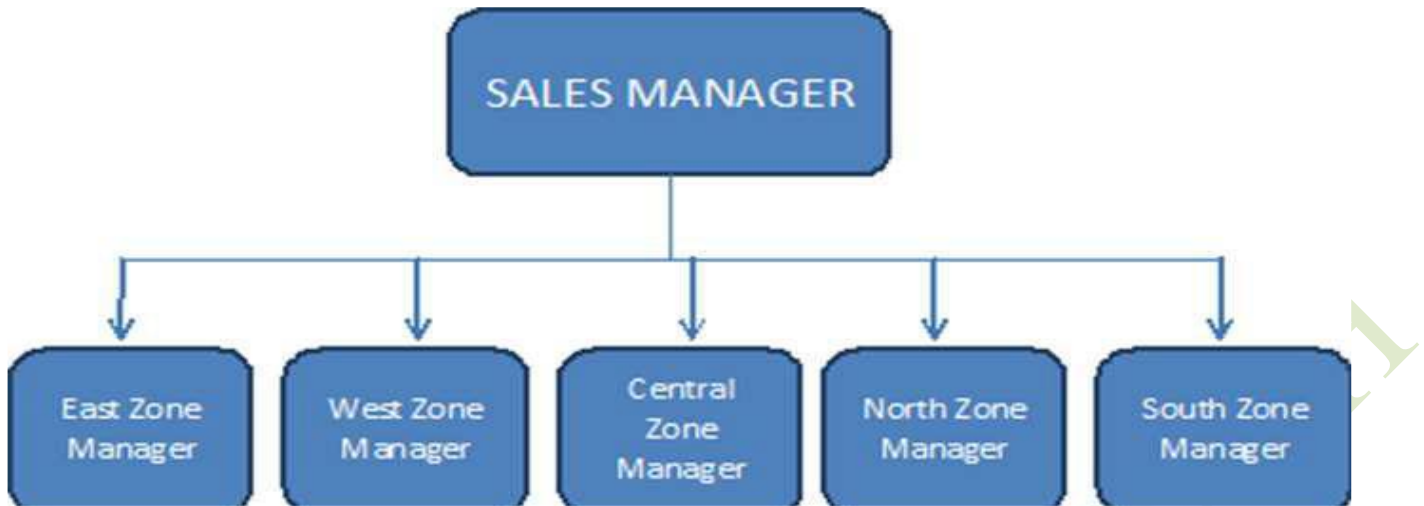 SALES MANAGER
East Zone
Manager
West Zone
Manager
Central
Zone
Manager
North Zone
Manager
South Zone
Manager